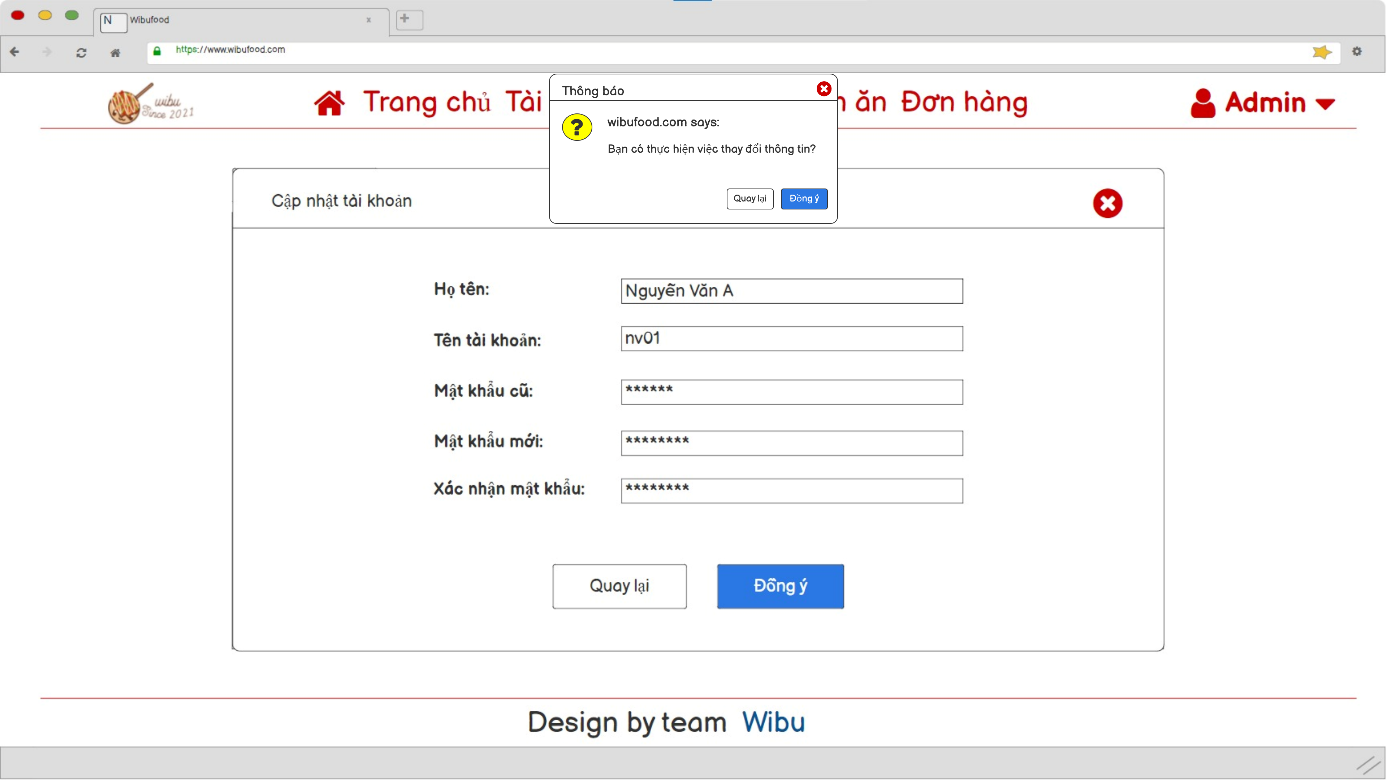 N Wibufood x +
https://www.wibufood.com
wibu
Since 2021
Trang chủ Tài n ăn Đơn hàng Admin
Thông báo
wibufood.com says:
Bạn có thực hiện việc thay đổi thông tin?
Quay lại Đồng ý
Cập nhật tài khoản
Họ tên: Nguyễn Văn A
Tên tài khoản: nv01
Mật khẩu cũ: ******
Mật khẩu mới: ********
Xác nhận mật khẩu: ********
Quay lại Đồng ý
Design by team Wibu